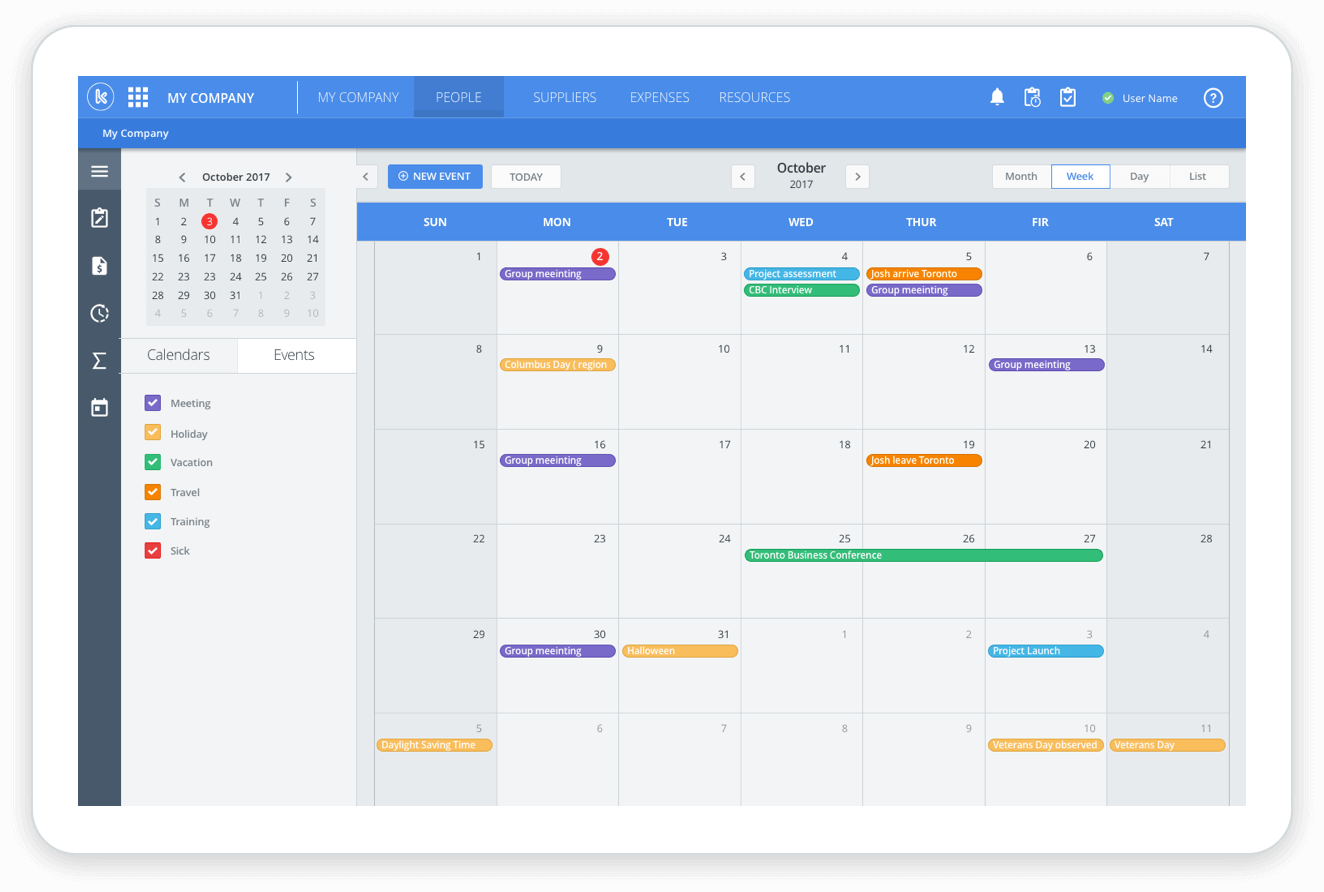 MY COMPANY MY COMPANY PEOPLE SUPPLIERS EXPENSES RESOURCES User Name ?
My Company
October 2017
S M T W T F S
1 2 3 4 5 6 7
8 9 10 11 12 13 14
15 16 17 18 19 20 21
22 23 23 24 25 26 27
28 29 30 31 1 2 3
4 5 6 7 8 9 10
Calendars Events
Meeting
Holiday
Vacation
Travel
Training
Sick
NEW EVENT TODAY October Month Week Day List
2017
SUN MON TUE WED THUR FIR SAT
1 2 3 4 5 6 7
Group meeinting Project assessment Josh arrive Toronto
CBC Interview Group meeinting
8 9 10 11 12 13 14
Columbus Day ( region Group meeinting
15 16 17 18 19 20 21
Group meeinting Josh leave Toronto
22 23 24 25 26 27 28
Toronto Business Conference
29 30 31 1 2 3 4
Group meeinting Halloween Project Launch
5 6 7 8 9 10 11
Daylight Saving Time Veterans Day observed Veterans Day